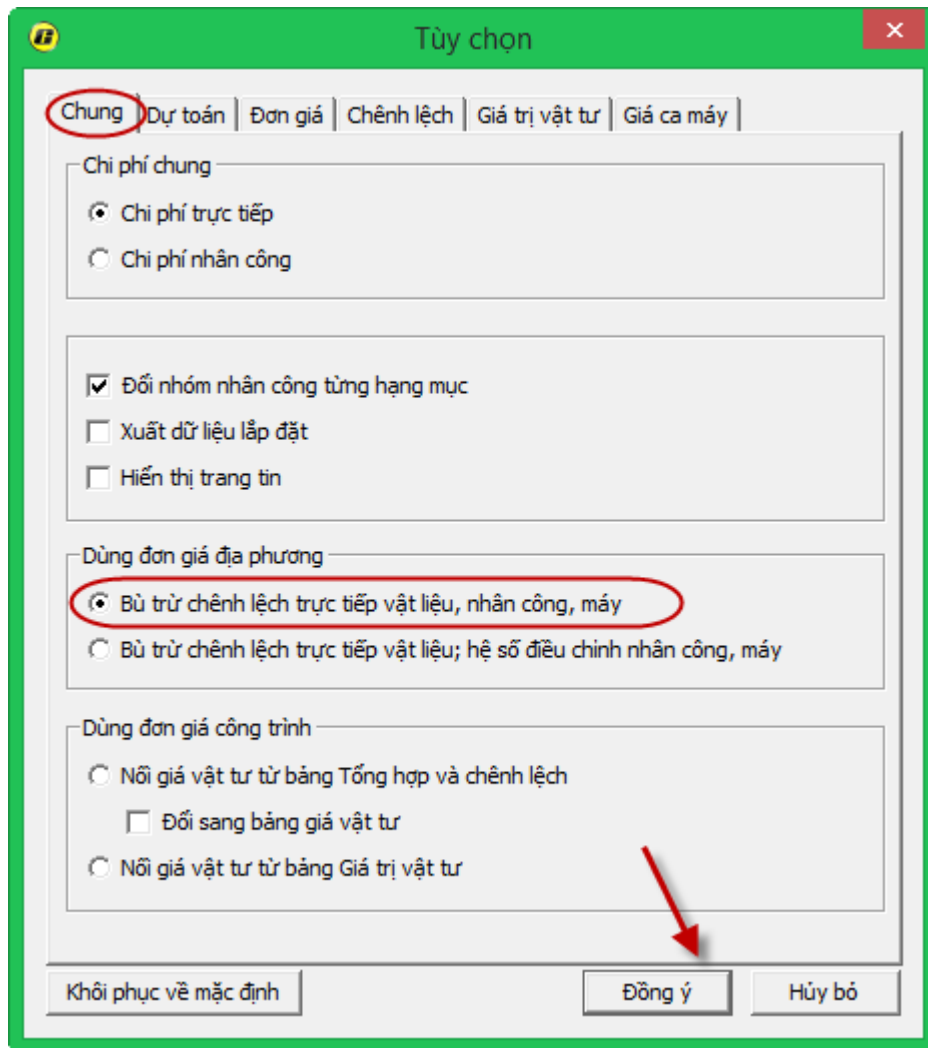 Tùy chọn
Chung Dự toán Đơn giá Chênh lệch Giá trị vật tư Giá ca máy
Chi phí chung
Chi phí trực tiếp
Chi phí nhân công
Đổi nhóm nhân công từng hạng mục
Xuất dữ liệu lắp đặt
Hiển thị trang tin
Dùng đơn giá địa phương
Bù trừ chênh lệch trực tiếp vật liệu, nhân công, máy
Bù trừ chênh lệch trực tiếp vật liệu; hệ số điều chinh nhân công, máy
Dùng đơn giá công trình
Nối giá vật tư từ bảng Tổng hợp và chênh lệch
Đổi sang bảng giá vật tư
Nối giá vật tư từ bảng Giá trị vật tư
Khôi phục về mặc định Đồng ý Hủy bỏ